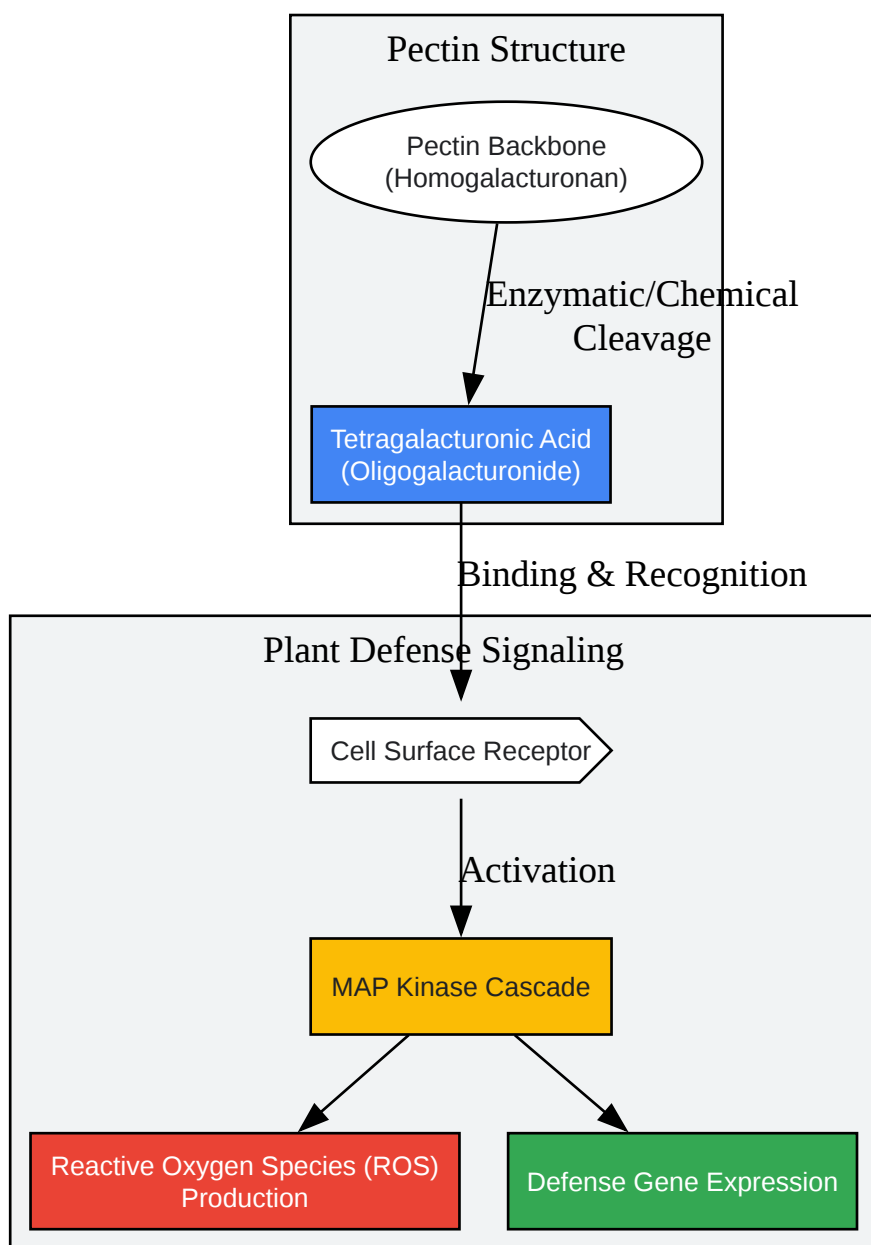 Pectin Structure
Pectin Backbone
(Homogalacturonan)
Enzymatic/Chemical
Cleavage
Tetragalacturonic Acid
(Oligogalacturonide)
Binding & Recognition
Plant Defense Signaling
Cell Surface Receptor
Activation
MAP Kinase Cascade
Reactive Oxygen Species (ROS)
Production
Defense Gene Expression